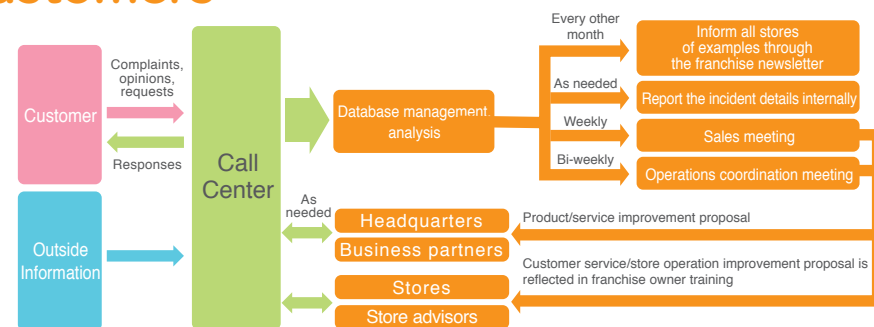 Every other
month
Inform all stores
of examples through
the franchise newsletter
Complaints,
opinions,
requests
As needed
Report the incident details internally
Customer
Database management,
analysis
Weekly
Sales meeting
Responses
Call
Center
Bi-weekly
Operations coordination meeting
As
needed
Headquarters
Product/service improvement proposal
Business partners
Outside
Information
Customer service/store operation improvement proposal is
reflected in franchise owner training
Stores
Store advisors